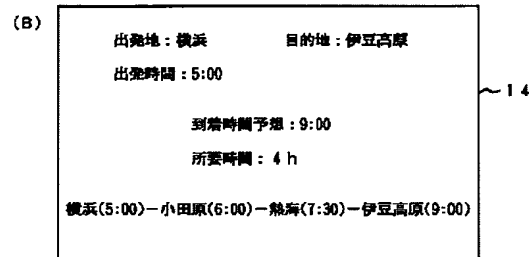 (B)
出発地：横浜 目的地：伊豆高原
出発時間：5:00
14
到着時間予想：9:00
所要時間：4h
横浜(5:00)－小田原(6:00)－熱海(7:30)－伊豆高原(9:00)